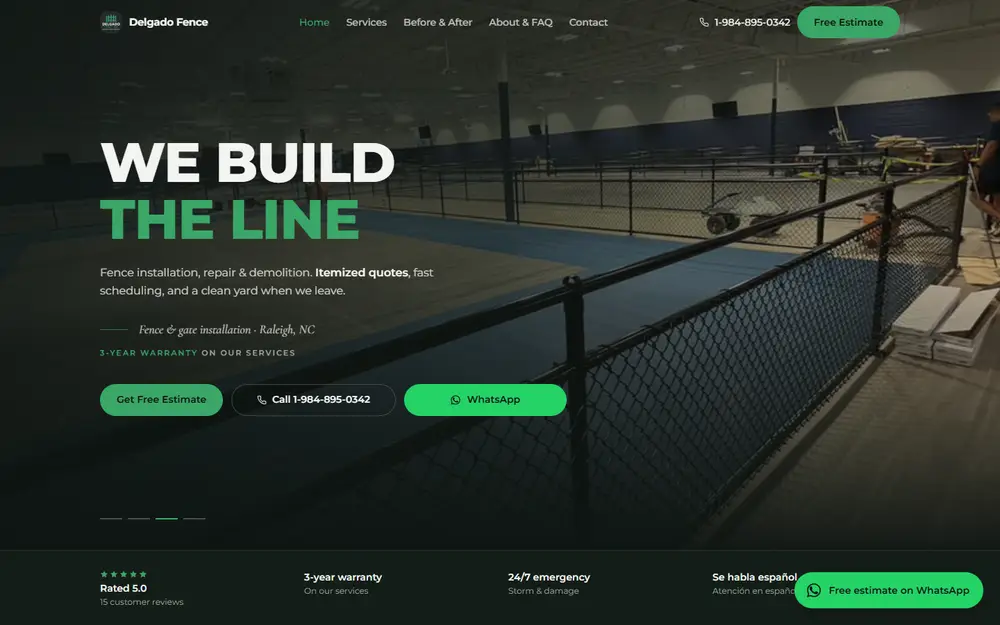 DELGADO
Delgado Fence
Home
Services
Before & After
About & FAQ
Contact
1-984-895-0342
Free Estimate
WE BUILD
THE LINE
Fence installation, repair & demolition. Itemized quotes, fast
scheduling, and a clean yard when we leave.
Fence & gate installation · Raleigh, NC
3-YEAR WARRANTY ON OUR SERVICES
Get Free Estimate
Call 1-984-895-0342
WhatsApp
Rated 5.0
15 customer reviews
3-year warranty
On our services
24/7 emergency
Storm & damage
Se habla español
Atención en españo
Free estimate on WhatsApp